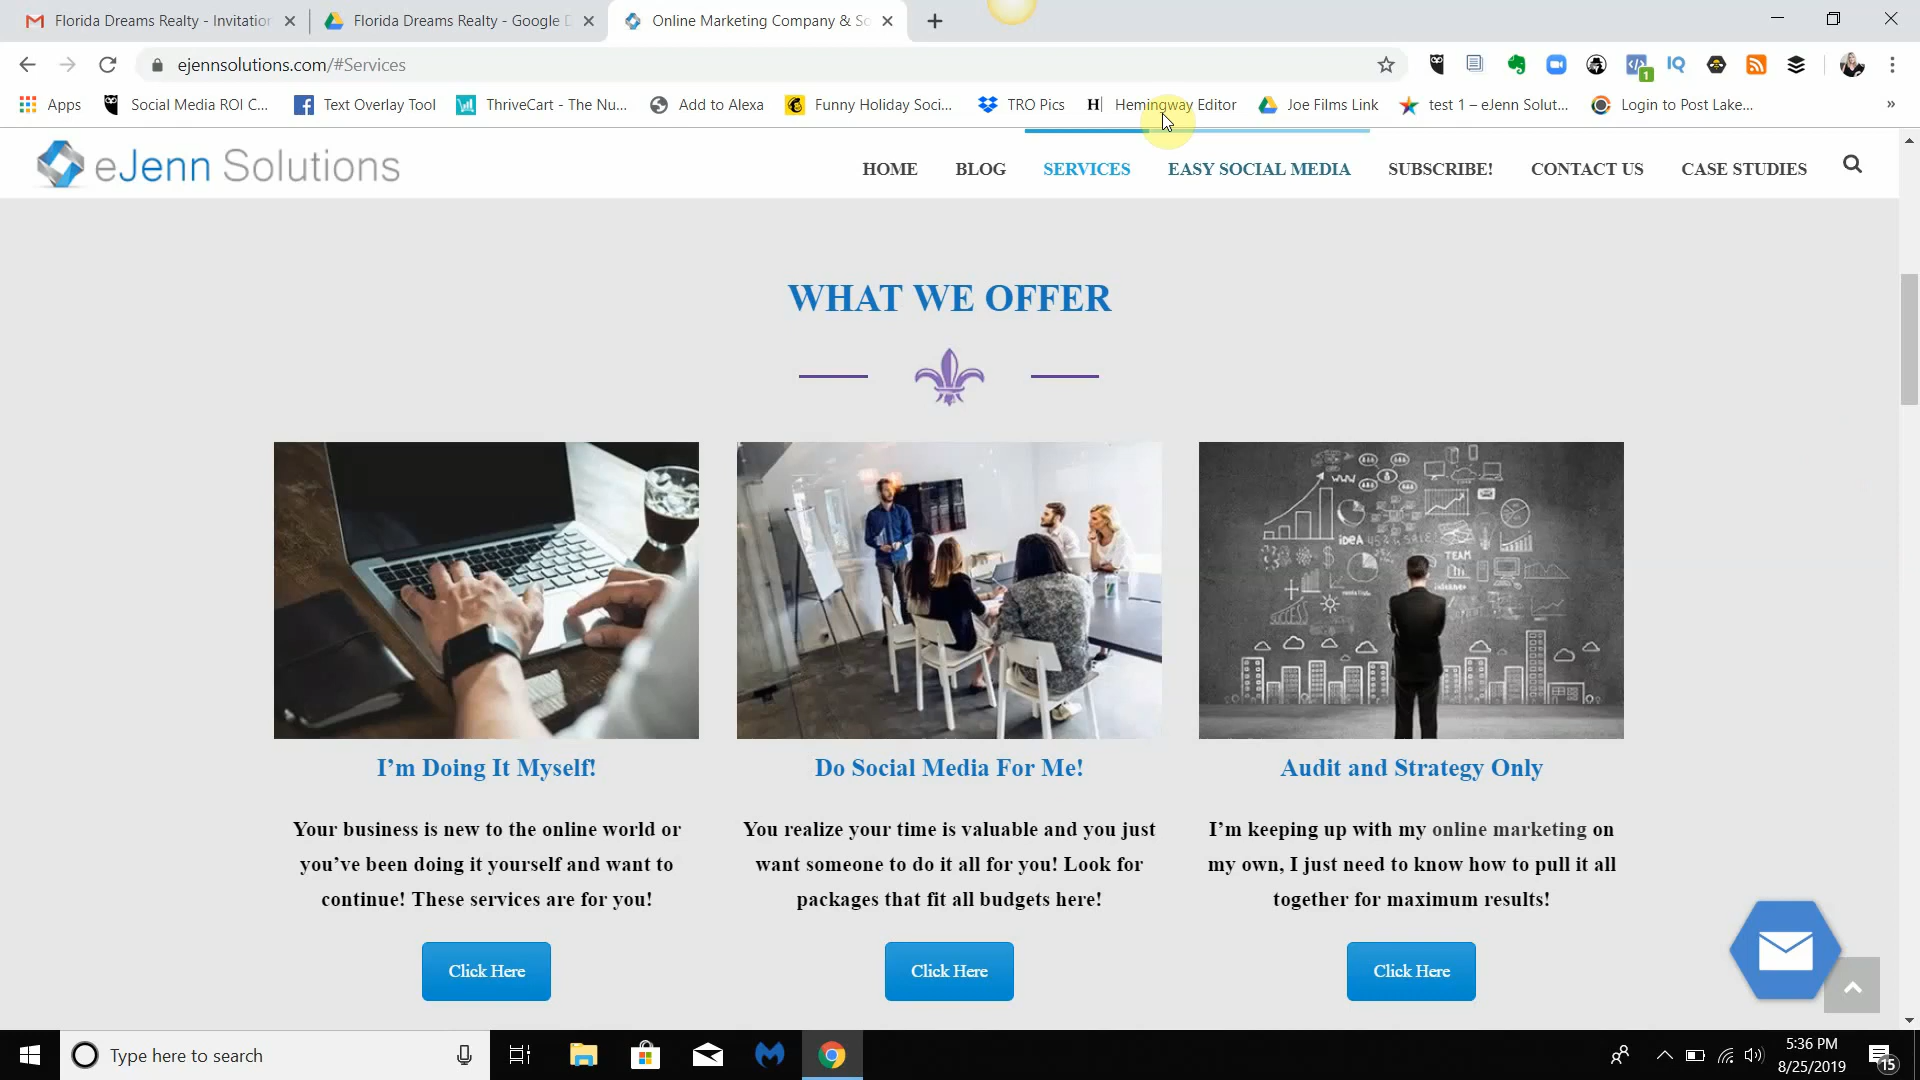 Florida Dreams Realty - Invitation
Florida Dreams Realty - Google D
Online Marketing Company & So
ejennsolutions.com/#Services
1
IQ
Apps
Social Media ROI C...
Text Overlay Tool
ThriveCart - The Nu...
Add to Alexa
Funny Holiday Soci...
TRO Pics
H
Hemingway Editor
Joe Films Link
test 1 – eJenn Solut...
Login to Post Lake...
»
eJenn Solutions
HOME
BLOG
SERVICES
EASY SOCIAL MEDIA
SUBSCRIBE!
CONTACT US
CASE STUDIES
WHAT WE OFFER
IDEA
TEAM
I’m Doing It Myself!
Your business is new to the online world or
you’ve been doing it yourself and want to
continue! These services are for you!
Click Here
Do Social Media For Me!
You realize your time is valuable and you just
want someone to do it all for you! Look for
packages that fit all budgets here!
Click Here
Audit and Strategy Only
I’m keeping up with my online marketing on
my own, I just need to know how to pull it all
together for maximum results!
Click Here
Type here to search
5:36 PM
8/25/2019
15